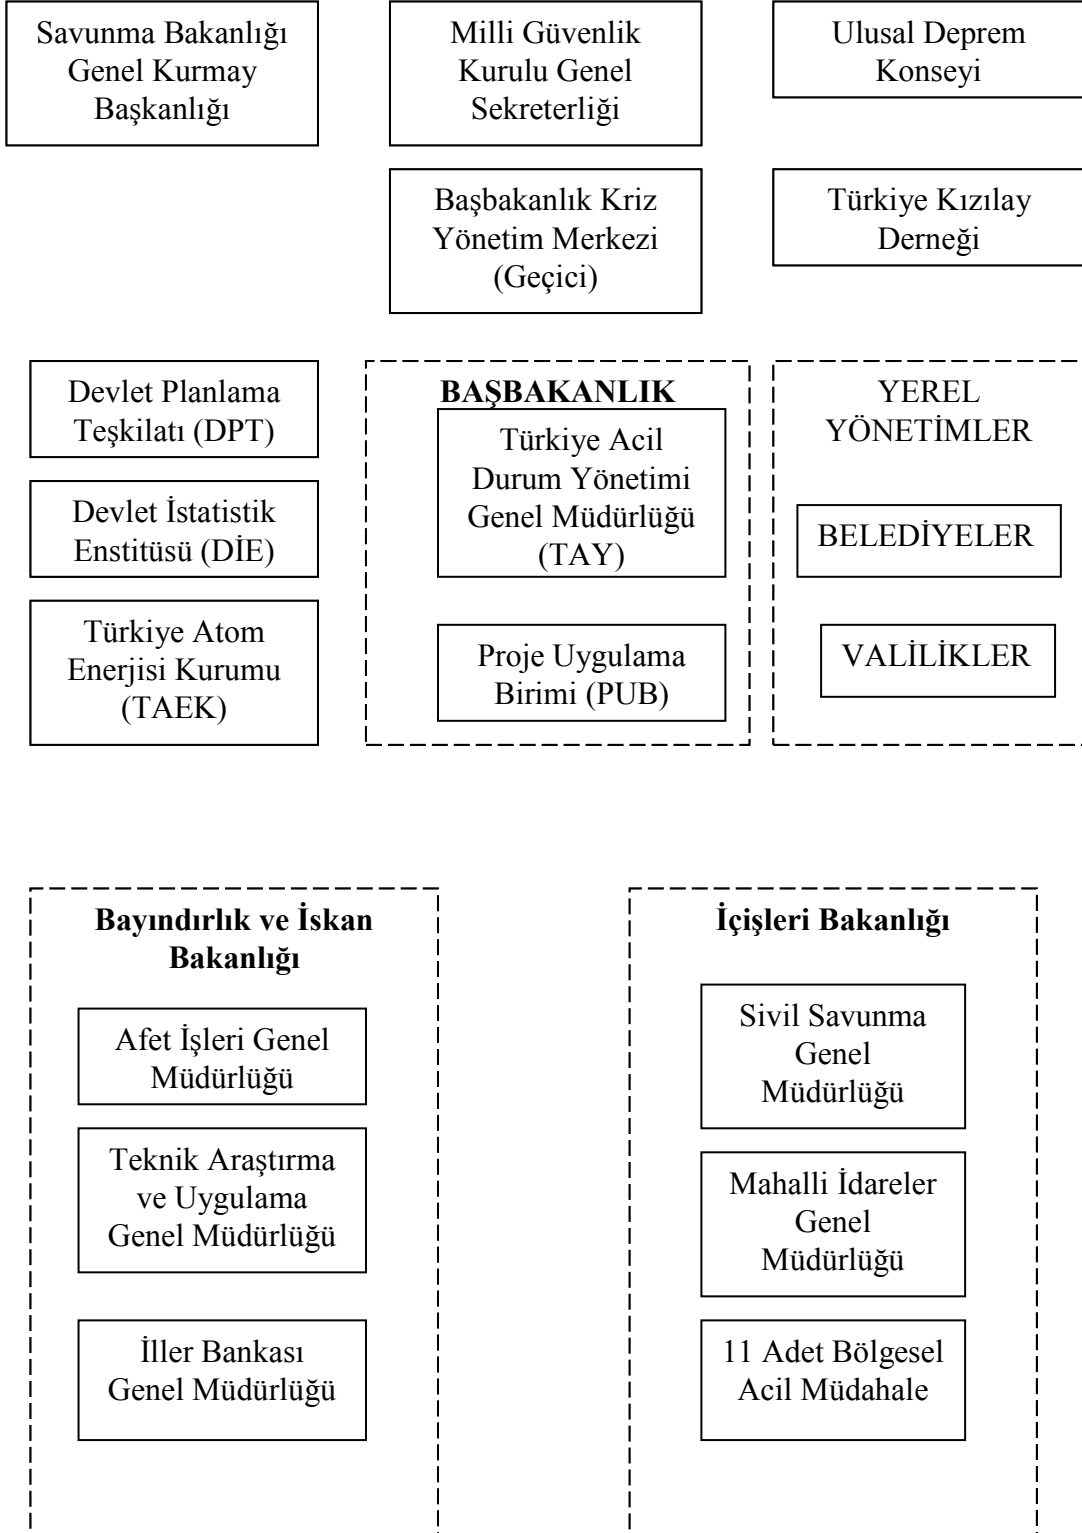 Savunma Bakanlığı
Genel Kurmay
Başkanlığı
Milli Güvenlik
Kurulu Genel
Sekreterliği
Ulusal Deprem
Konseyi
Başbakanlık Kriz
Yönetim Merkezi
(Geçici)
Türkiye Kızılay
Derneği
Devlet Planlama
Teşkilatı (DPT)
Devlet İstatistik
Enstitüsü (DİE)
Türkiye Atom
Enerjisi Kurumu
(TAEK)
BAŞBAKANLIK
Türkiye Acil
Durum Yönetimi
Genel Müdürlüğü
(TAY)
Proje Uygulama
Birimi (PUB)
YEREL
YÖNETİMLER
BELEDİYELER
VALİLİKLER
Bayındırlık ve İskan
Bakanlığı
Afet İşleri Genel
Müdürlüğü
Teknik Araştırma
ve Uygulama
Genel Müdürlüğü
İller Bankası
Genel Müdürlüğü
İçişleri Bakanlığı
Sivil Savunma
Genel
Müdürlüğü
Mahalli İdareler
Genel
Müdürlüğü
11 Adet Bölgesel
Acil Müdahale